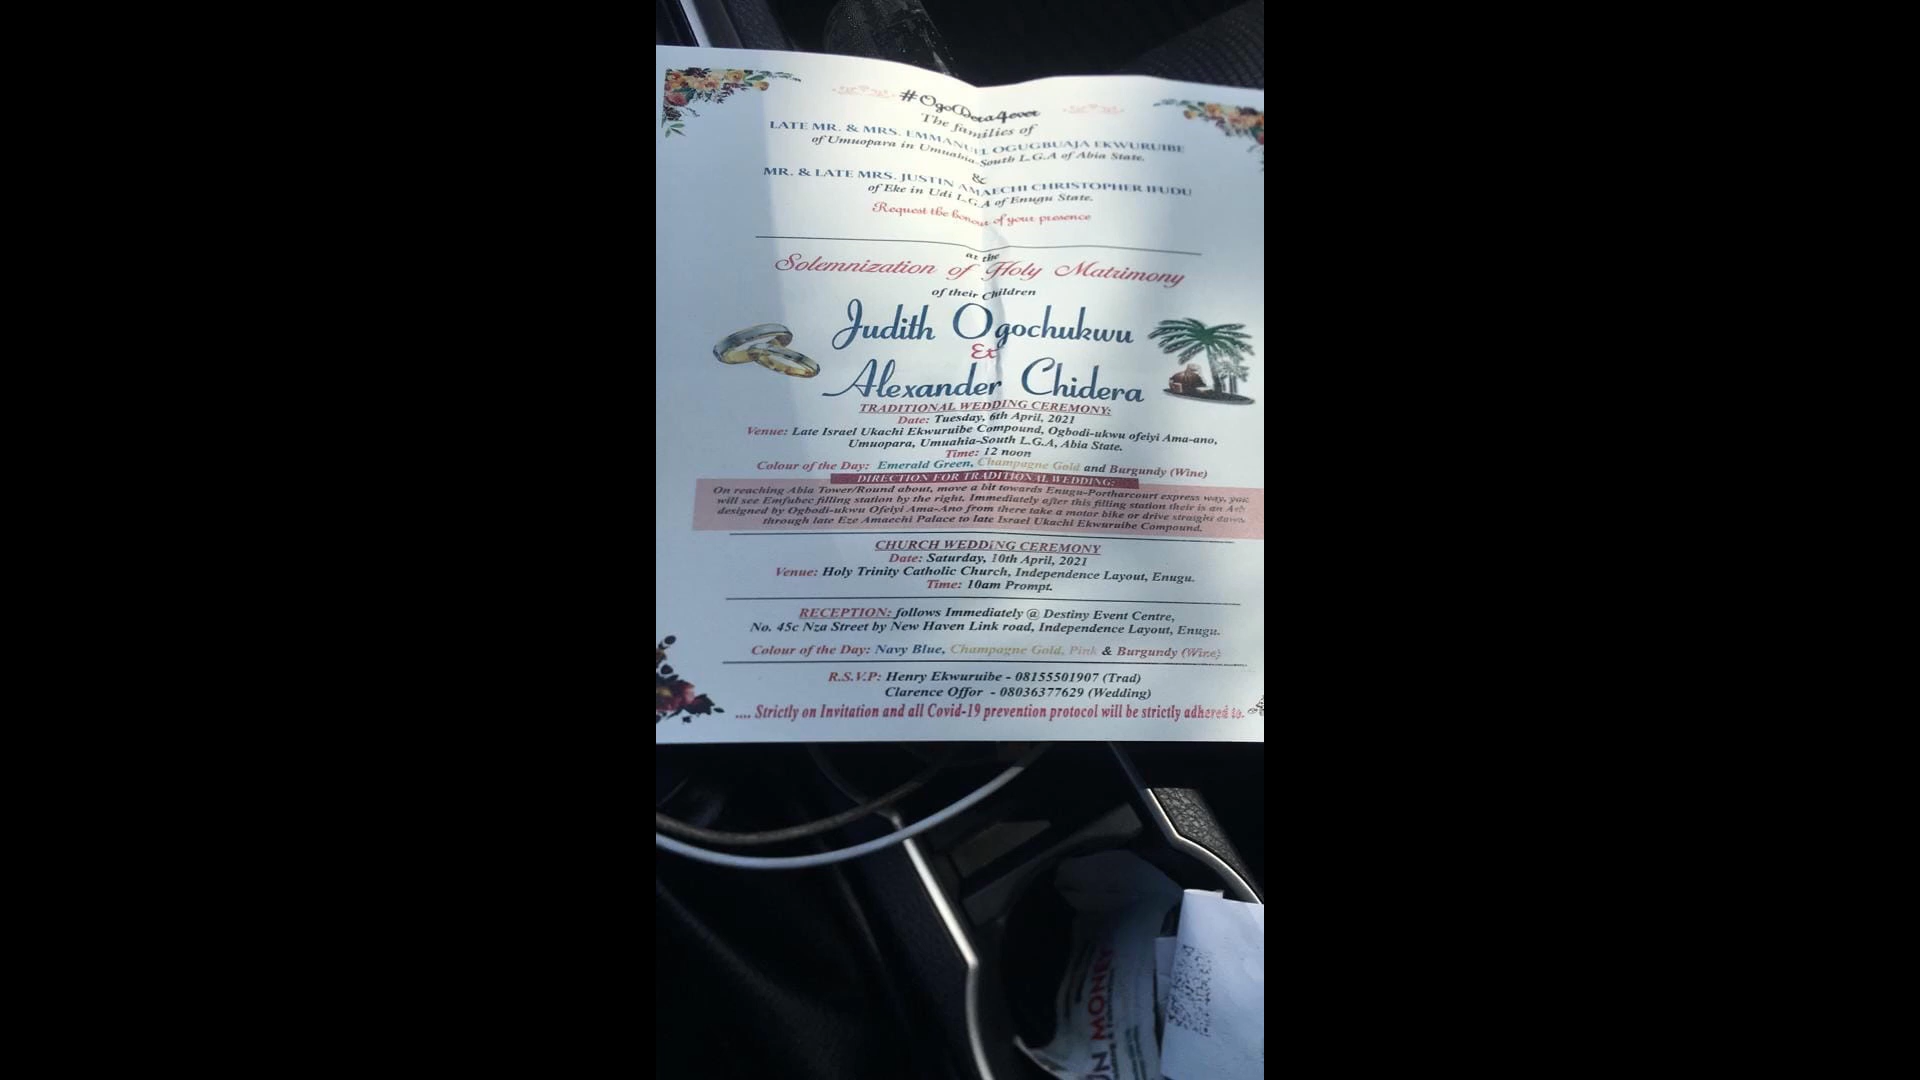 #OgoDera4ever
The families of
LATE MR. & MRS. EMMANUEL OGUGBUAJA EKWURUIBE
of Umuopara in Umuahia-South L.G.A of Abia State.
&
MR. & LATE MRS. JUSTIN AMAECHI CHRISTOPHER IFUDU
of Eke in Udi L.G.A of Enugu State.
Request the honour of your presence
at the
Solemnization of Holy Matrimony
of their Children
Judith Ogochukwu
&
Alexander Chidera
TRADITIONAL WEDDING CEREMONY:
Date: Tuesday, 6th April, 2021
Venue: Late Israel Ukachi Ekwuruibe Compound, Ogbodi-ukwu ofeiyi Ama-ano,
Umuopara, Umuahia-South L.G.A, Abia State.
Time: 12 noon
Colour of the Day: Emerald Green, Champagne Gold and Burgundy (Wine)
DIRECTION FOR TRADITIONAL WEDDING:
On reaching Abia Tower/Round about, move a bit towards Enugu-Portharcourt express way, you
will see Emfabec filling station by the right. Immediately after this filling station their is an
designed by Ogbodi-ukwu Ofeiyi Ama-Ano from there take a motor bike or drive straight down
through late Eze Amaechi Palace to late Israel Ukachi Ekwuruibe Compound.
CHURCH WEDDING CEREMONY
Date: Saturday, 10th April, 2021
Venue: Holy Trinity Catholic Church, Independence Layout, Enugu.
Time: 10am Prompt.
RECEPTION: follows Immediately @ Destiny Event Centre,
No. 45c Nza Street by New Haven Link road, Independence Layout, Enugu.
Colour of the Day: Navy Blue, Champagne Gold, Pink & Burgundy (Wine)
R.S.V.P: Henry Ekwuruibe - 08155501907 (Trad)
Clarence Offor - 08036377629 (Wedding)
.... Strictly on Invitation and all Covid-19 prevention protocol will be strictly adhered to.
MONEY